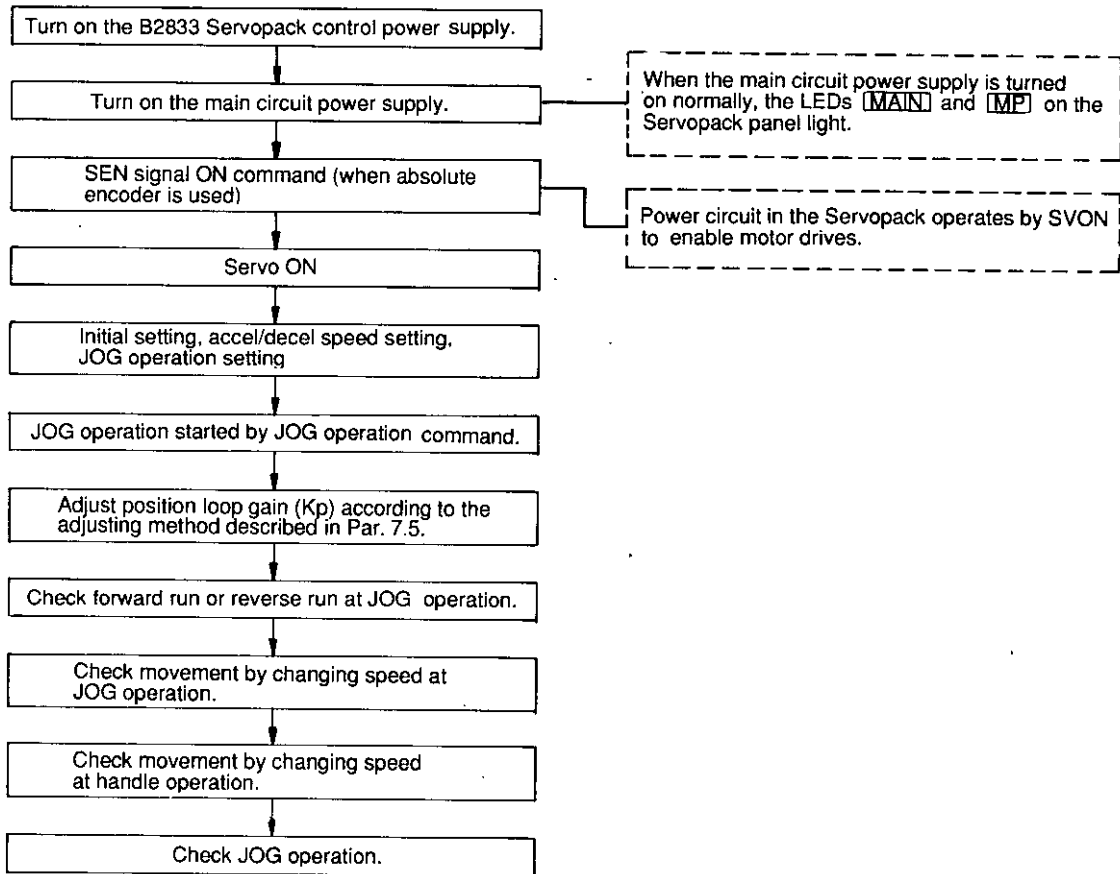 Turn on the B2833 Servopack control power supply.
Turn on the main circuit power supply.
When the main circuit power supply is turned
on normally, the LEDs MAIN and MP on the
Servopack panel light.
SEN signal ON command (when absolute
encoder is used)
Power circuit in the Servopack operates by SVON
to enable motor drives.
Servo ON
Initial setting, accel/decel speed setting,
JOG operation setting
JOG operation started by JOG operation command.
Adjust position loop gain (Kp) according to the
adjusting method described in Par. 7.5.
Check forward run or reverse run at JOG operation.
Check movement by changing speed at
JOG operation.
Check movement by changing speed
at handle operation.
Check JOG operation.